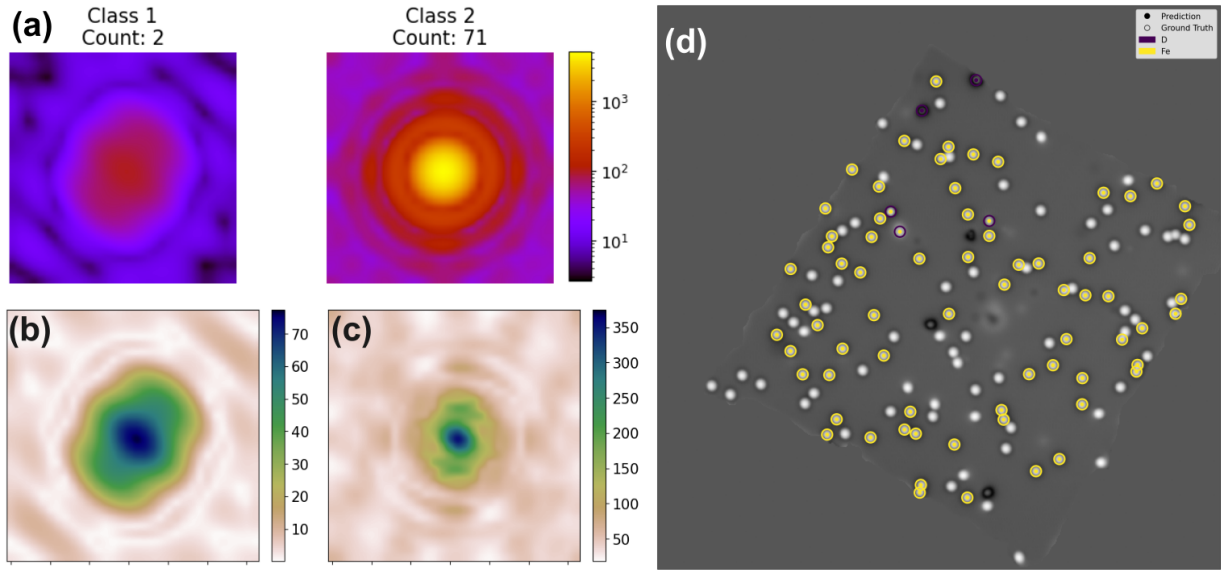 (a)
Class 1
Count: 2
Class 2
Count: 71
10³
10²
10¹
(b)
70
60
50
40
30
20
10
(c)
350
300
250
200
150
100
50
(d)
Prediction
Ground Truth
D
Fe